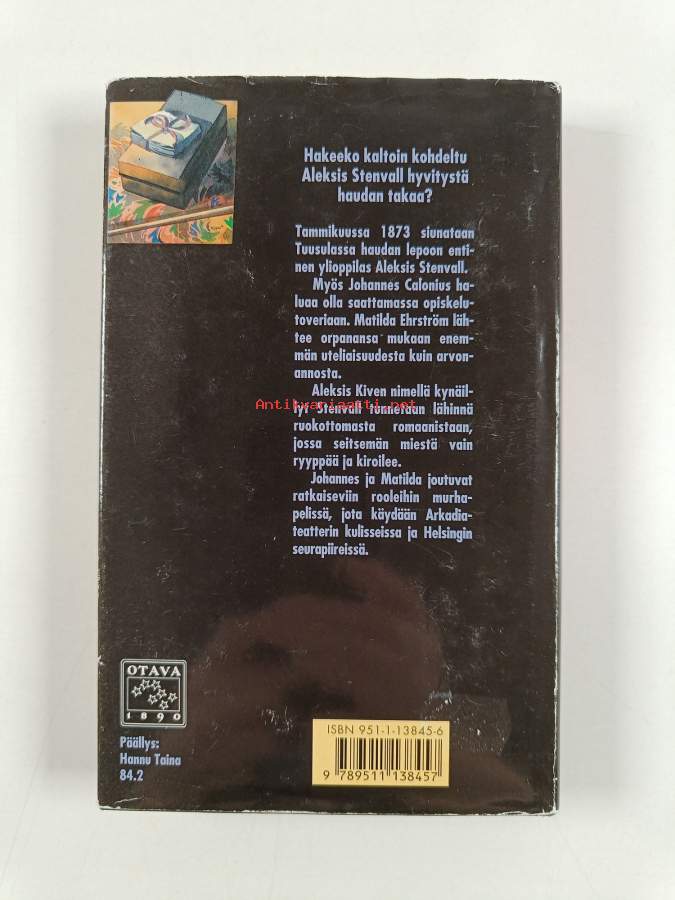 Hakeeko kaltoin kohdeltu
Aleksis Stenvall hyvitystä
haudan takaa?
Tammikuussa 1873 siunataan
Tuusulassa haudan lepoon enti-
nen ylioppilas Aleksis Stenvall.
Myös Johannes Calonius ha-
luaa olla saattamassa opiskelu-
toveriaan. Matilda Ehrström läh-
tee orpanansa mukaan enem-
män uteliaisuudesta kuin arvon-
annosta.
Aleksis Kiven nimellä kynäil-
lyt Stenvall tunnetaan lähinnä
ruokottomasta romaanistaan,
jossa seitsemän miestä vain
ryyppää ja kiroilee.
Johannes ja Matilda joutuvat
ratkaiseviin rooleihin murha-
pelissä, jota käydään Arkadia-
teatterin kulisseissa ja Helsingin
seurapiireissä.
Antikvariaatti.net
OTAVA
1890
Päällys:
Hannu Taina
84.2
ISBN 951-1-13845-6
9 789511 138457